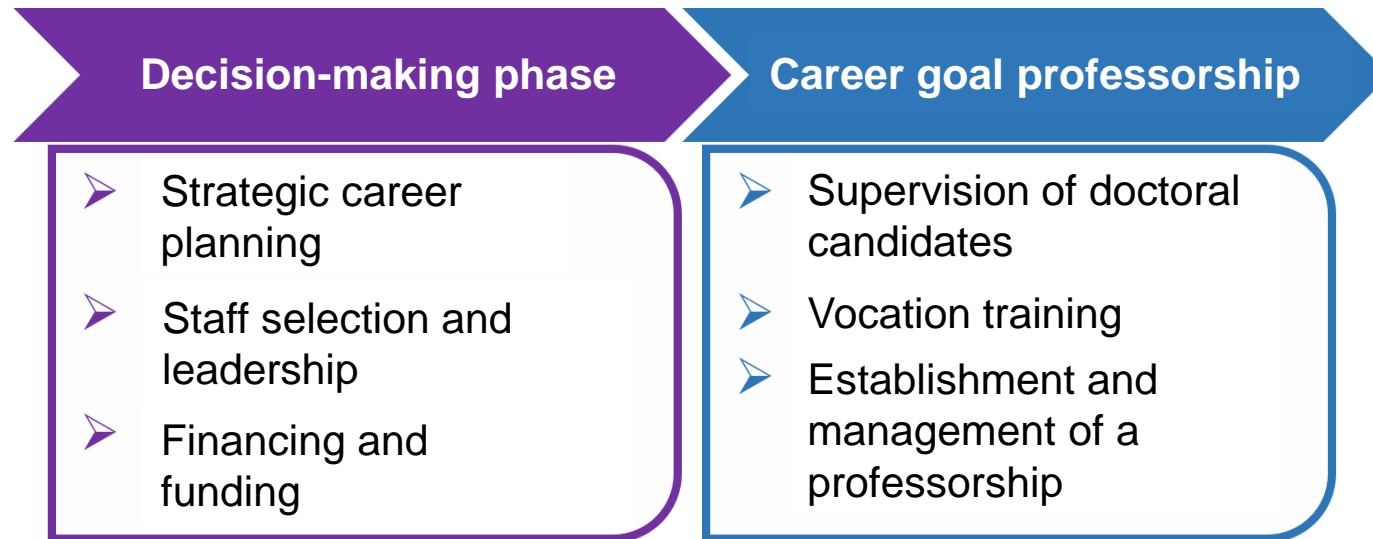 Decision-making phase
Strategic career
planning
Staff selection and
leadership
Financing and
funding
Career goal professorship
Supervision of doctoral
candidates
Vocation training
Establishment and
management of a
professorship